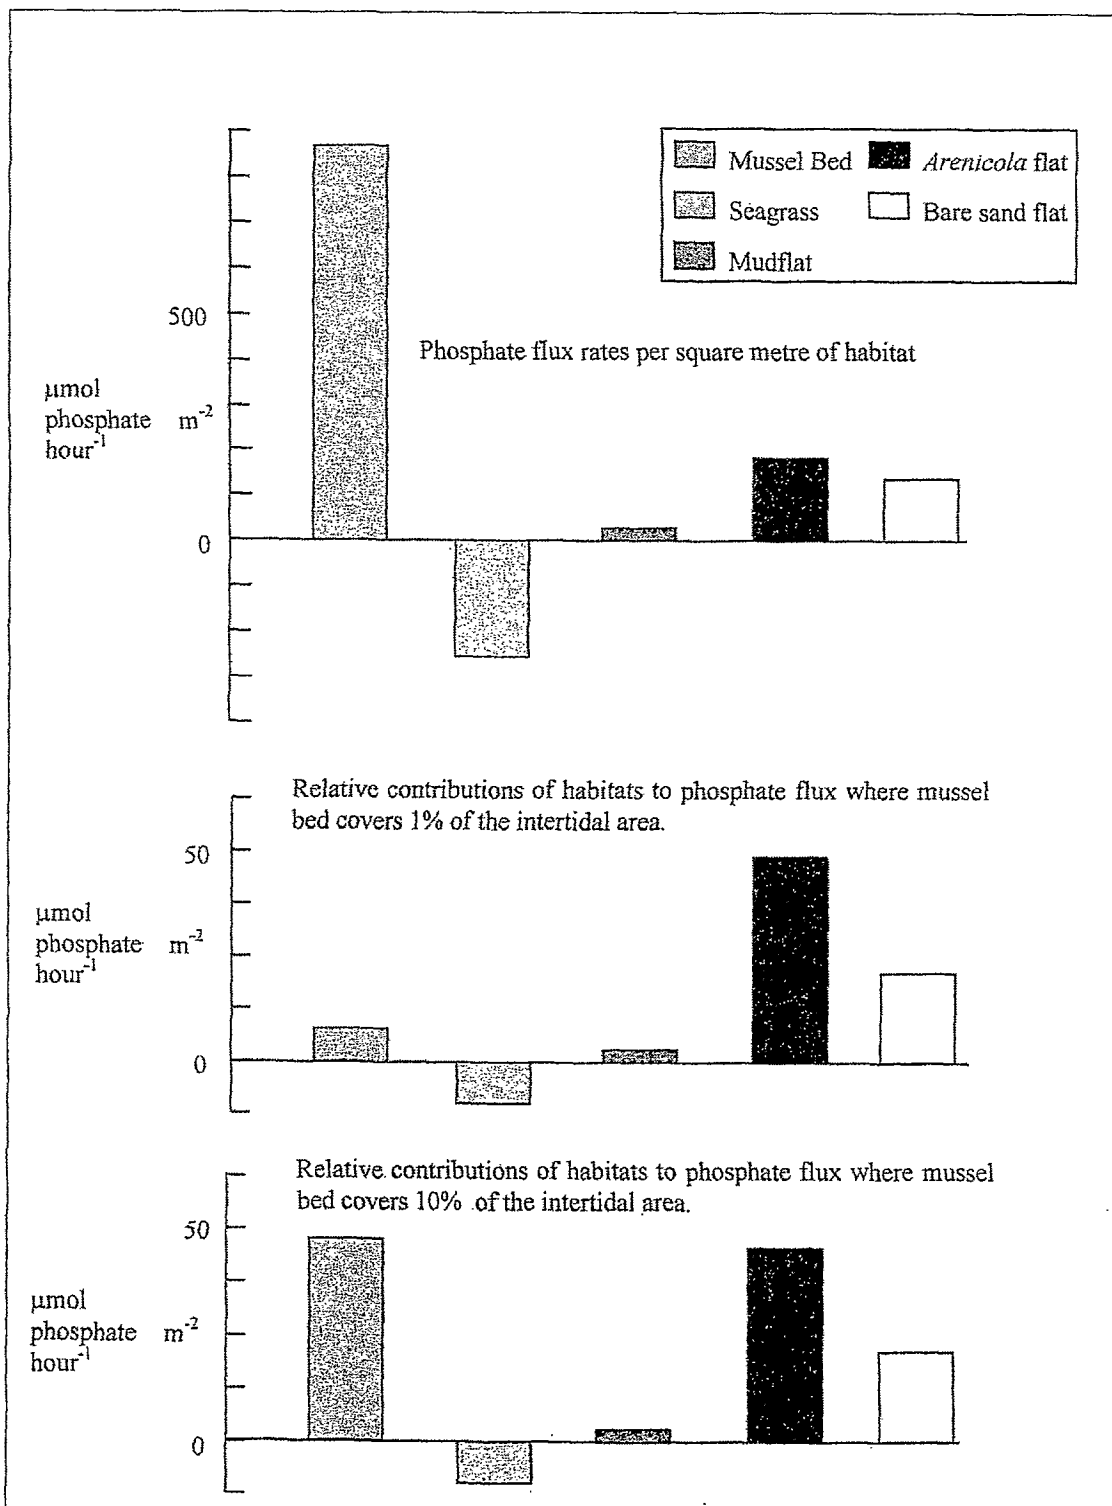 Mussel Bed
Arenicola flat
Seagrass
Bare sand flat
Mudflat
500
Phosphate flux rates per square metre of habitat
µmol
phosphate m-2
hour-1
0
Relative contributions of habitats to phosphate flux where mussel
bed covers 1% of the intertidal area.
50
µmol
phosphate m-2
hour-1
0
Relative contributions of habitats to phosphate flux where mussel
bed covers 10% of the intertidal area.
50
µmol
phosphate m-2
hour-1
0